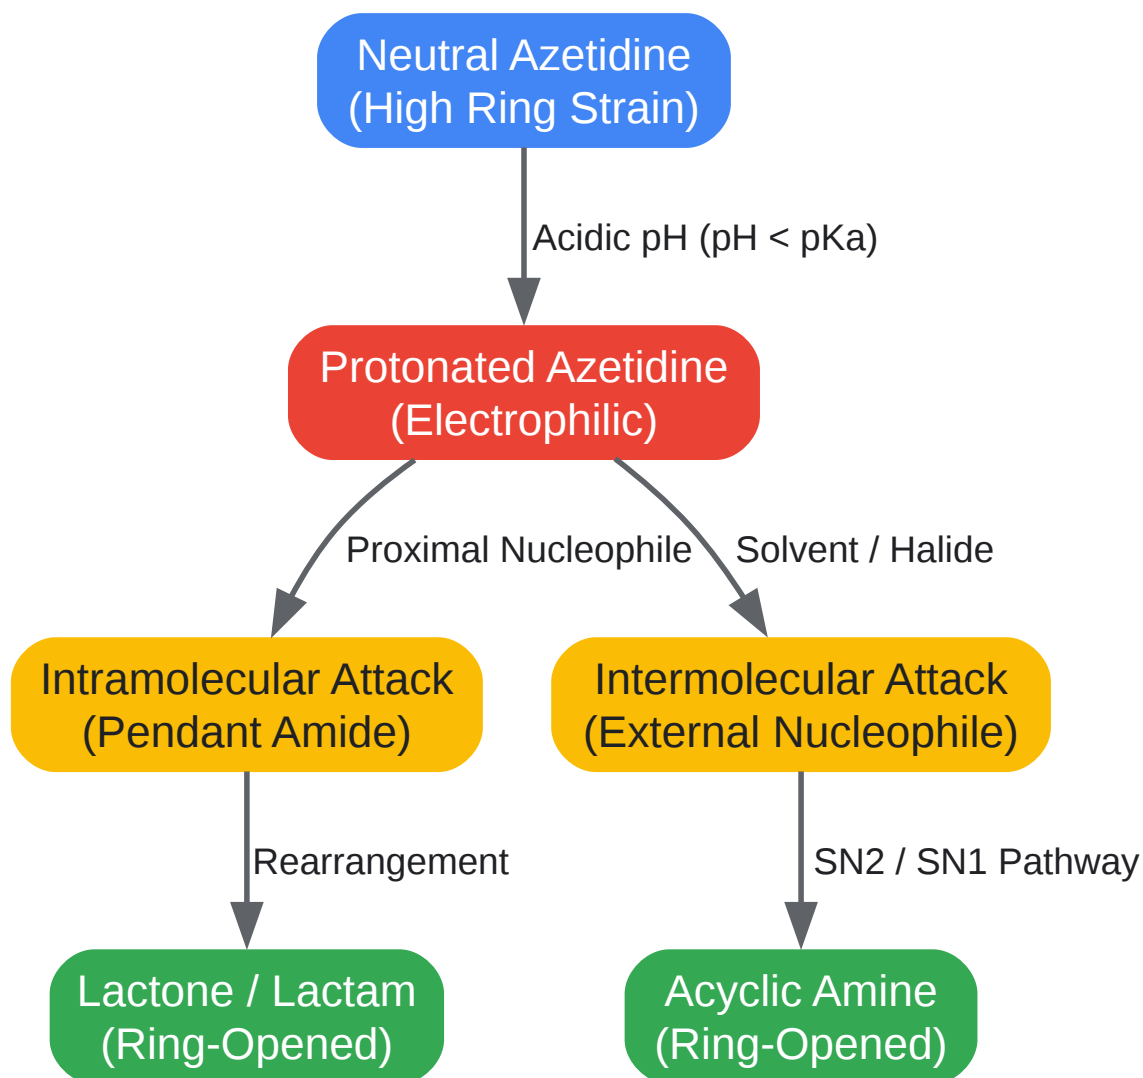 Neutral Azetidine
(High Ring Strain)
Acidic pH (pH < pKa)
Protonated Azetidine
(Electrophilic)
Proximal Nucleophile
Solvent / Halide
Intramolecular Attack
(Pendant Amide)
Intermolecular Attack
(External Nucleophile)
Rearrangement
SN2 / SN1 Pathway
Lactone / Lactam
(Ring-Opened)
Acyclic Amine
(Ring-Opened)